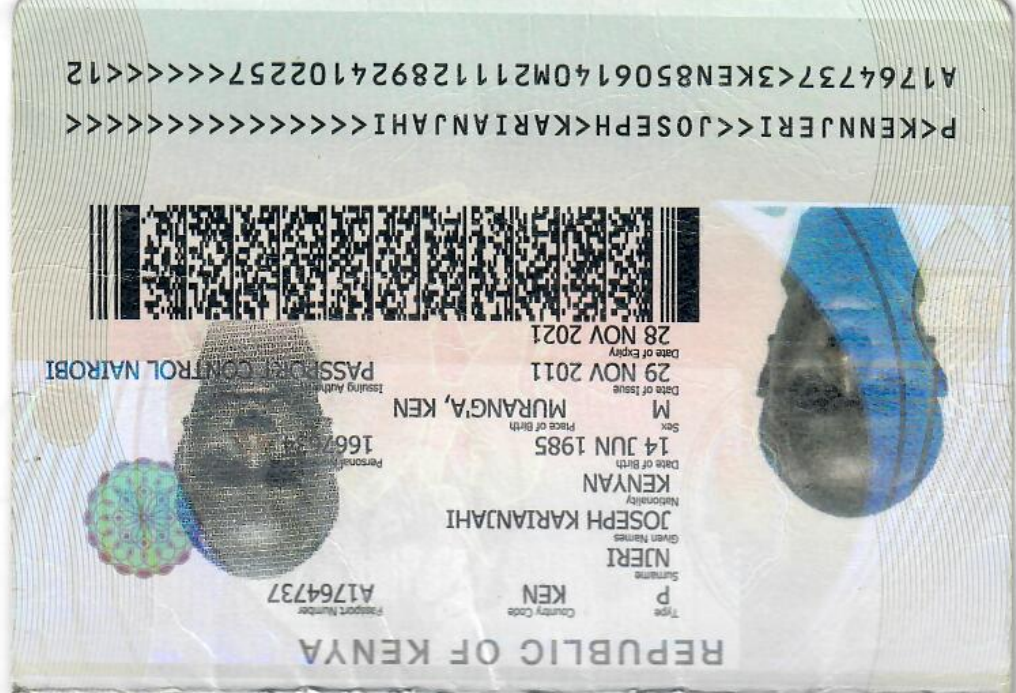 REPUBLIC OF KENYA
Type Country Code Passport Number
P KEN A1764737
Surname
NJERI
Given Names
JOSEPH KARIANJAHI
Nationality
KENYAN
Date of Birth Personal
14 JUN 1985
Sex Place of Birth
M MURANG'A, KEN
Date of Issue Issuing Authority
29 NOV 2011 PASSPORT CONTROL NAIROBI
Date of Expiry
28 NOV 2021
P<KENNJERI<<JOSEPH<KARIANJAHI<<<<<<<<<<<<<<<
A1764737<3KEN8506140M211128924102257<<<<<<12